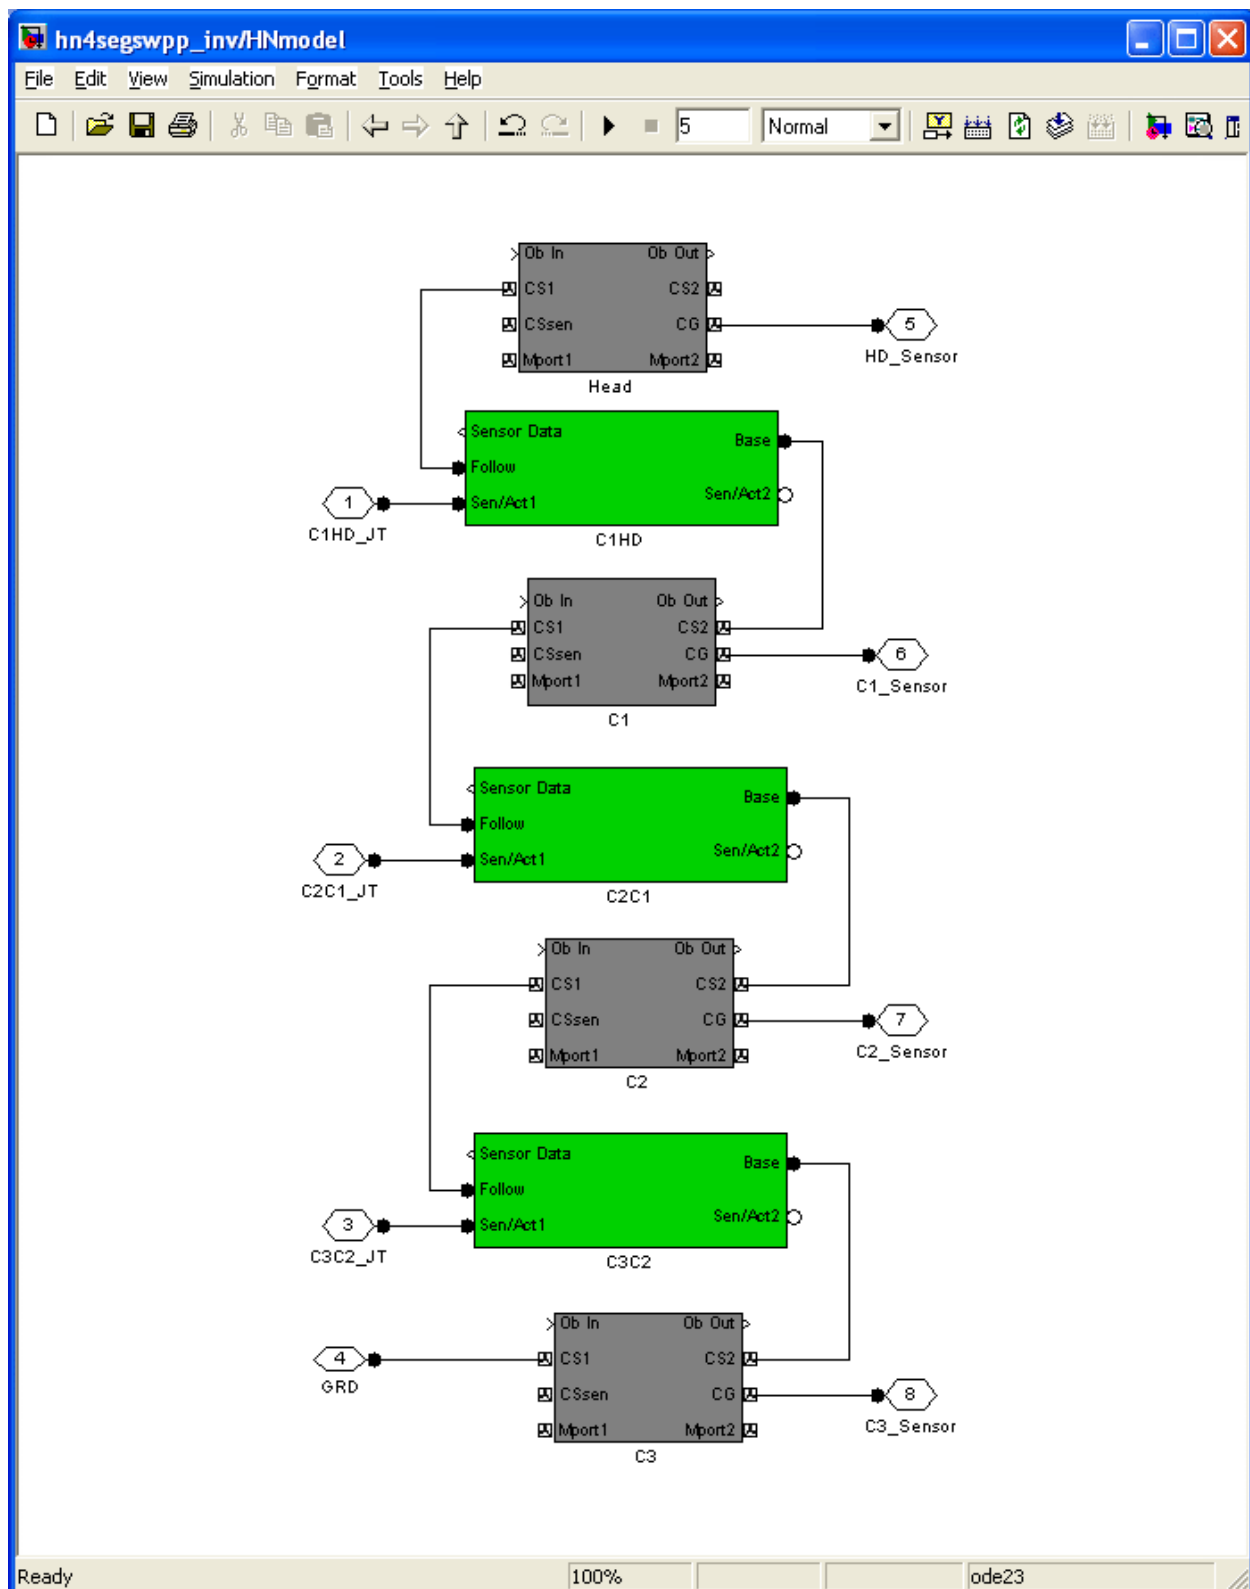 hn4segswpp_inv/HNmodel
File Edit View Simulation Format Tools Help
5 Normal
Ob In Ob Out
CS1 CS2
CSsen CG
Mport1 Mport2
Head
5
HD_Sensor
Sensor Data Base
Follow
Sen/Act1 Sen/Act2
C1HD
1
C1HD_JT
Ob In Ob Out
CS1 CS2
CSsen CG
Mport1 Mport2
C1
6
C1_Sensor
Sensor Data Base
Follow
Sen/Act1 Sen/Act2
C2C1
2
C2C1_JT
Ob In Ob Out
CS1 CS2
CSsen CG
Mport1 Mport2
C2
7
C2_Sensor
Sensor Data Base
Follow
Sen/Act1 Sen/Act2
C3C2
3
C3C2_JT
Ob In Ob Out
CS1 CS2
CSsen CG
Mport1 Mport2
C3
4
GRD
8
C3_Sensor
Ready 100% ode23